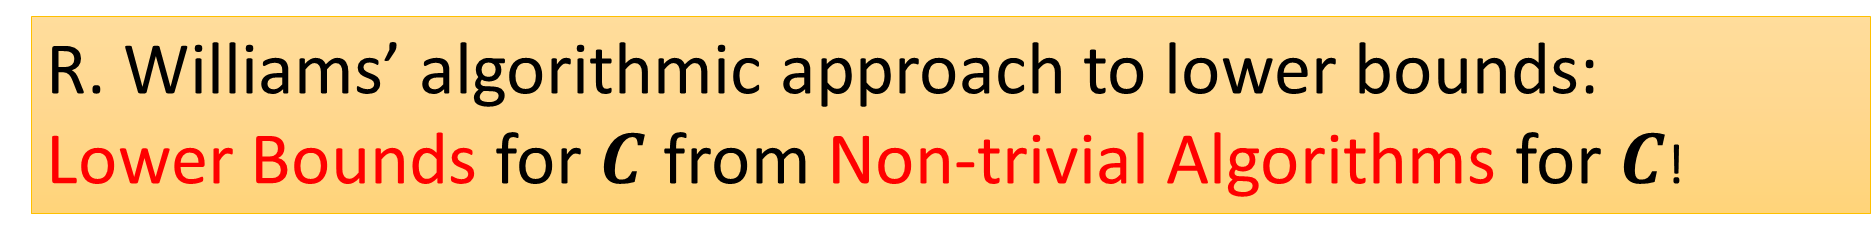 R. Williams’ algorithmic approach to lower bounds:
Lower Bounds for C from Non-trivial Algorithms for C!